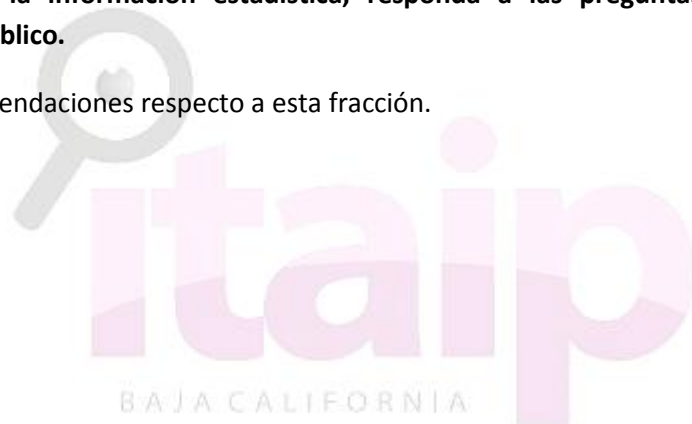 la información estadística, responda a las pregunta
blico.
endaciones respecto a esta fracción.
itaip
BAJA CALIFORNIA